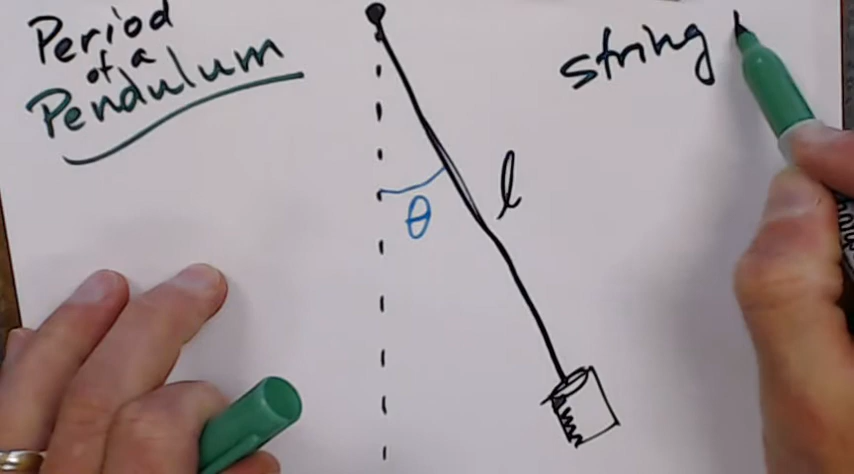 Period
of a
Pendulum
string
θ
l